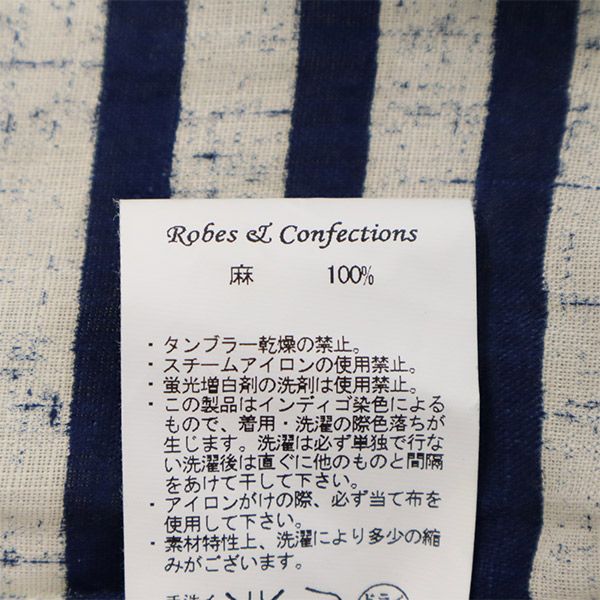 Robes & Confections
麻 100%
・タンブラー乾燥の禁止。
・スチームアイロンの使用禁止。
・蛍光増白剤の洗剤は使用禁止。
・この製品はインディゴ染色による
もので、着用・洗濯の際色落ちが
生じます。洗濯は必ず単独で行な
い洗濯後は直ぐに他のものと間隔
をあけて干して下さい。
・アイロンがけの際、必ず当て布を
使用して下さい。
・素材特性上、洗濯により多少の縮
みがございます。
手洗イ ドライ